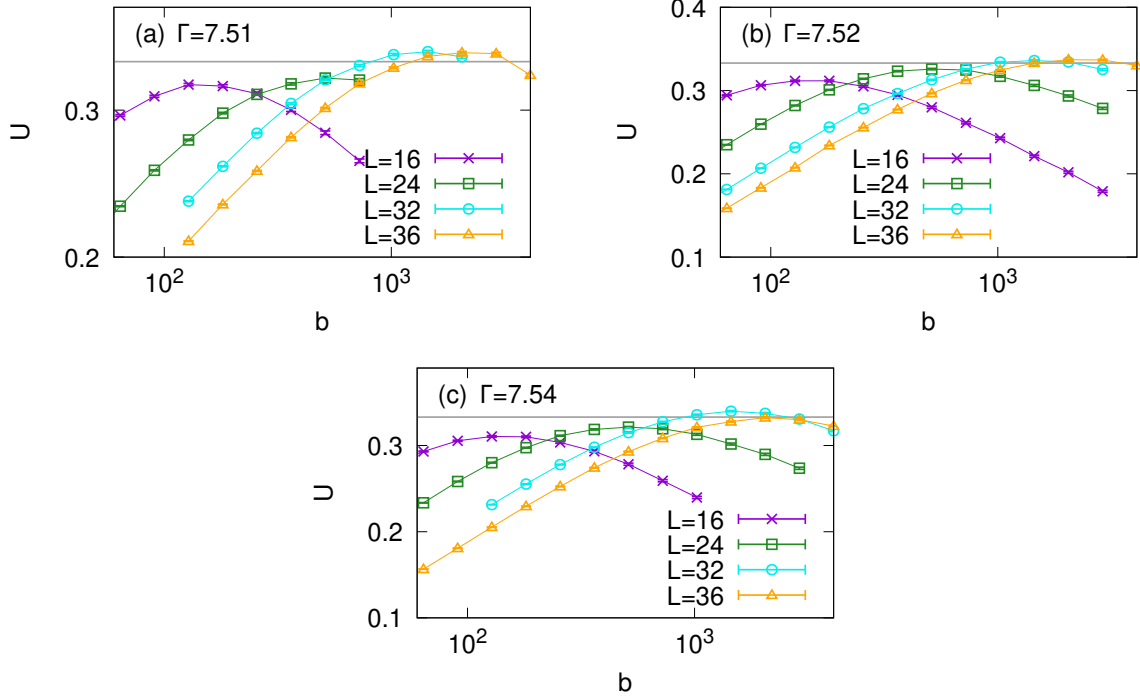 (a) Γ=7.51
0.3
0.2
U
L=16
L=24
L=32
L=36
10²
10³
b
(b) Γ=7.52
0.4
0.3
0.2
0.1
U
L=16
L=24
L=32
L=36
10²
10³
b
(c) Γ=7.54
0.3
0.2
0.1
U
L=16
L=24
L=32
L=36
10²
10³
b